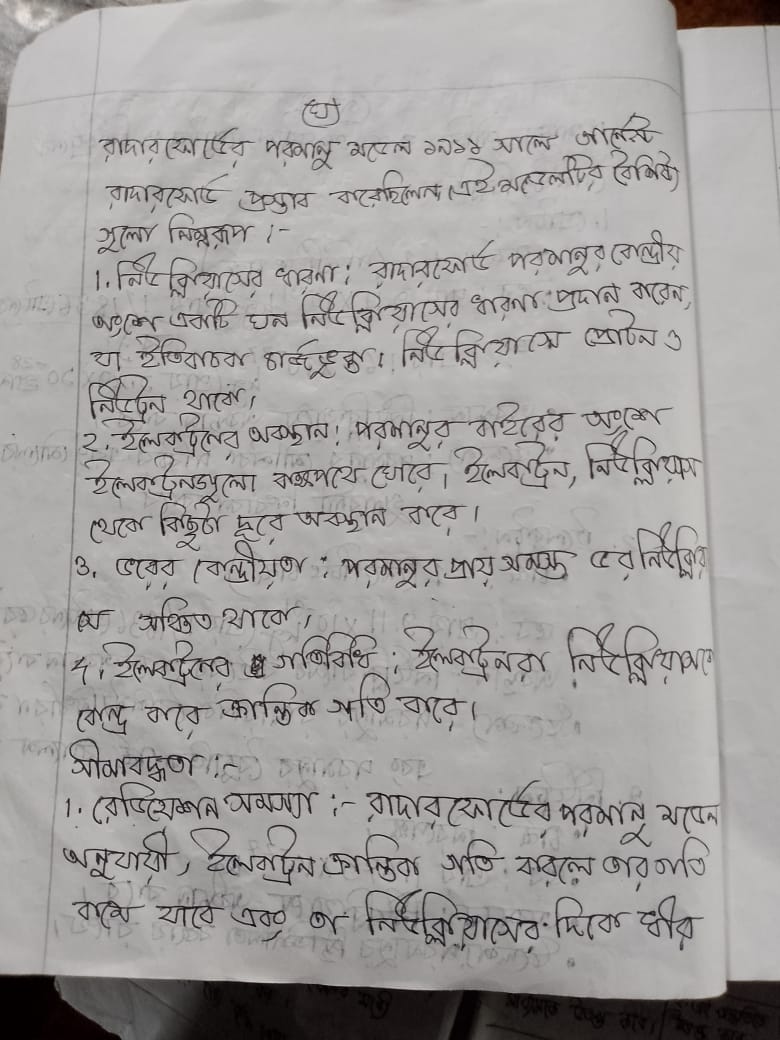 (ঘ)
রাদারফোর্ডের পরমানু মডেল ১৯১১ সালে আর্নেস্ট
রাদারফোর্ড প্রস্তাব করেছিলেন। এই মডেলটির বৈশিষ্ট্য
গুলো নিম্নরূপ :-
1. নিউক্লিয়াসের ধারনা : রাদারফোর্ড পরমানুর কেন্দ্রীয়
অংশে একটি ঘন নিউক্লিয়াসের ধারনা প্রদান করেন,
যা ইতিবাচক চার্জযুক্ত। নিউক্লিয়াসে প্রোটন ও
নিউট্রন থাকে।
2. ইলেকট্রনের অবস্থান : পরমানুর বাইরের অংশে
ইলেকট্রনগুলো কক্ষপথে ঘোরে। ইলেকট্রন, নিউক্লিয়াস
থেকে কিছুটা দূরে অবস্থান করে।
3. ভরের কেন্দ্রীয়তা : পরমানুর প্রায় সমস্ত ভর নিউক্লিয়া
সে সঞ্চিত থাকে।
4. ইলেকট্রনের গতিবিধি : ইলেকট্রনরা নিউক্লিয়াসকে
কেন্দ্র করে ক্রান্তিক গতি করে।
সীমাবদ্ধতা :-
1. রেডিয়েশন সমস্যা :- রাদারফোর্ডের পরমানু মডেল
অনুযায়ী, ইলেকট্রন ক্রান্তিক গতি করলে তার গতি
কমে যাবে এবং তা নিউক্লিয়াসের দিকে ধীর